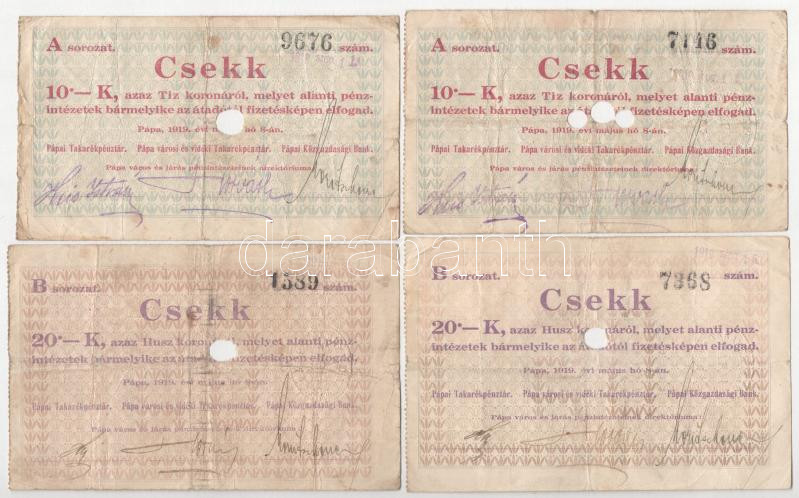 A sorozat. 9676 szám.
Csekk
10·— K, azaz Tiz koronáról, melyet alanti pénz-
intézetek bármelyike az átadótól fizetésképen elfogad.
Pápa, 1919. évi hó 8-án.
Pápai Takarékpénztár. Pápa városi és vidéki Takarékpénztár. Pápai Közgazdasági Bank.
Pápa város és járás pénzintézeteinek direktóriuma:
A sorozat. 7146 szám.
Csekk
10·— K, azaz Tiz koronáról, melyet alanti pénz-
intézetek bármelyike az fizetésképen elfogad.
Pápa, 1919. évi május hó 8-án.
Pápai Takarékpénztár. Pápa városi és vidéki Takarékpénztár. Pápai Közgazdasági Bank.
Pápa város és járás pénzintézeteinek direktóriuma:
B sorozat. 1589 szám.
Csekk
20·— K, azaz Husz koronáról, melyet alanti pénz-
intézetek bármelyike az fizetésképen elfogad.
Pápa, 1919. évi május hó 8-án.
Pápai Takarékpénztár. Pápa városi és vidéki Takarékpénztár. Pápai Közgazdasági Bank.
Pápa város és járás pénzintézeteinek direktóriuma:
B sorozat. 7368 szám.
Csekk
20·— K, azaz Husz koronáról, melyet alanti pénz-
intézetek bármelyike az átadótól fizetésképen elfogad.
Pápa, 1919. évi május hó 8-án.
Pápai Takarékpénztár. Pápa városi és vidéki Takarékpénztár. Pápai Közgazdasági Bank.
Pápa város és járás pénzintézeteinek direktóriuma:
darabanth